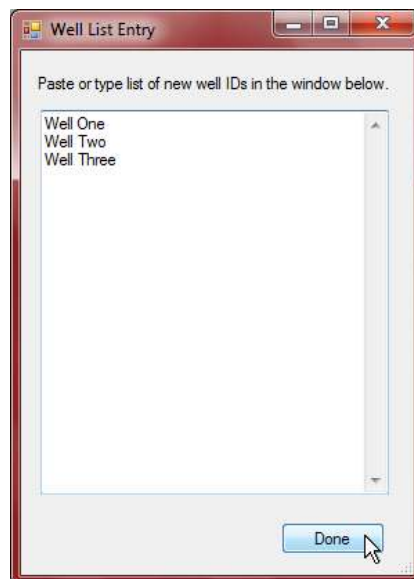 Well List Entry
Paste or type list of new well IDs in the window below.
Well One
Well Two
Well Three
Done